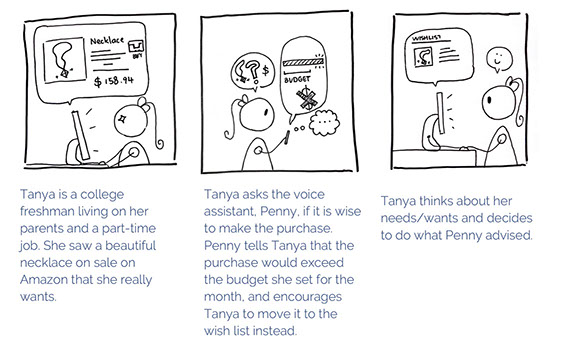 Necklace
BUY
$158.94
$
BUDGET
WISHLIST
Tanya is a college
freshman living on her
parents and a part-time
job. She saw a beautiful
necklace on sale on
Amazon that she really
wants.
Tanya asks the voice
assistant, Penny, if it is wise
to make the purchase.
Penny tells Tanya that the
purchase would exceed
the budget she set for the
month, and encourages
Tanya to move it to the
wish list instead.
Tanya thinks about her
needs/wants and decides
to do what Penny advised.